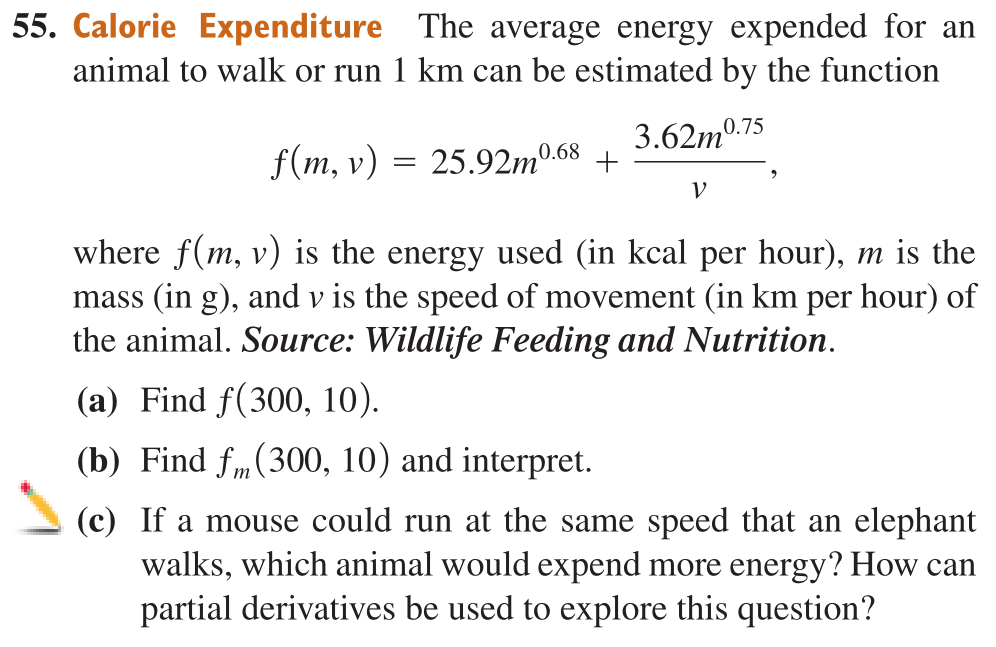 55. Calorie Expenditure The average energy expended for an
animal to walk or run 1 km can be estimated by the function
f(m, v) = 25.92m^0.68 + 3.62m^0.75 / v,
where f(m, v) is the energy used (in kcal per hour), m is the
mass (in g), and v is the speed of movement (in km per hour) of
the animal. Source: Wildlife Feeding and Nutrition.
(a) Find f(300, 10).
(b) Find f_m(300, 10) and interpret.
(c) If a mouse could run at the same speed that an elephant
walks, which animal would expend more energy? How can
partial derivatives be used to explore this question?